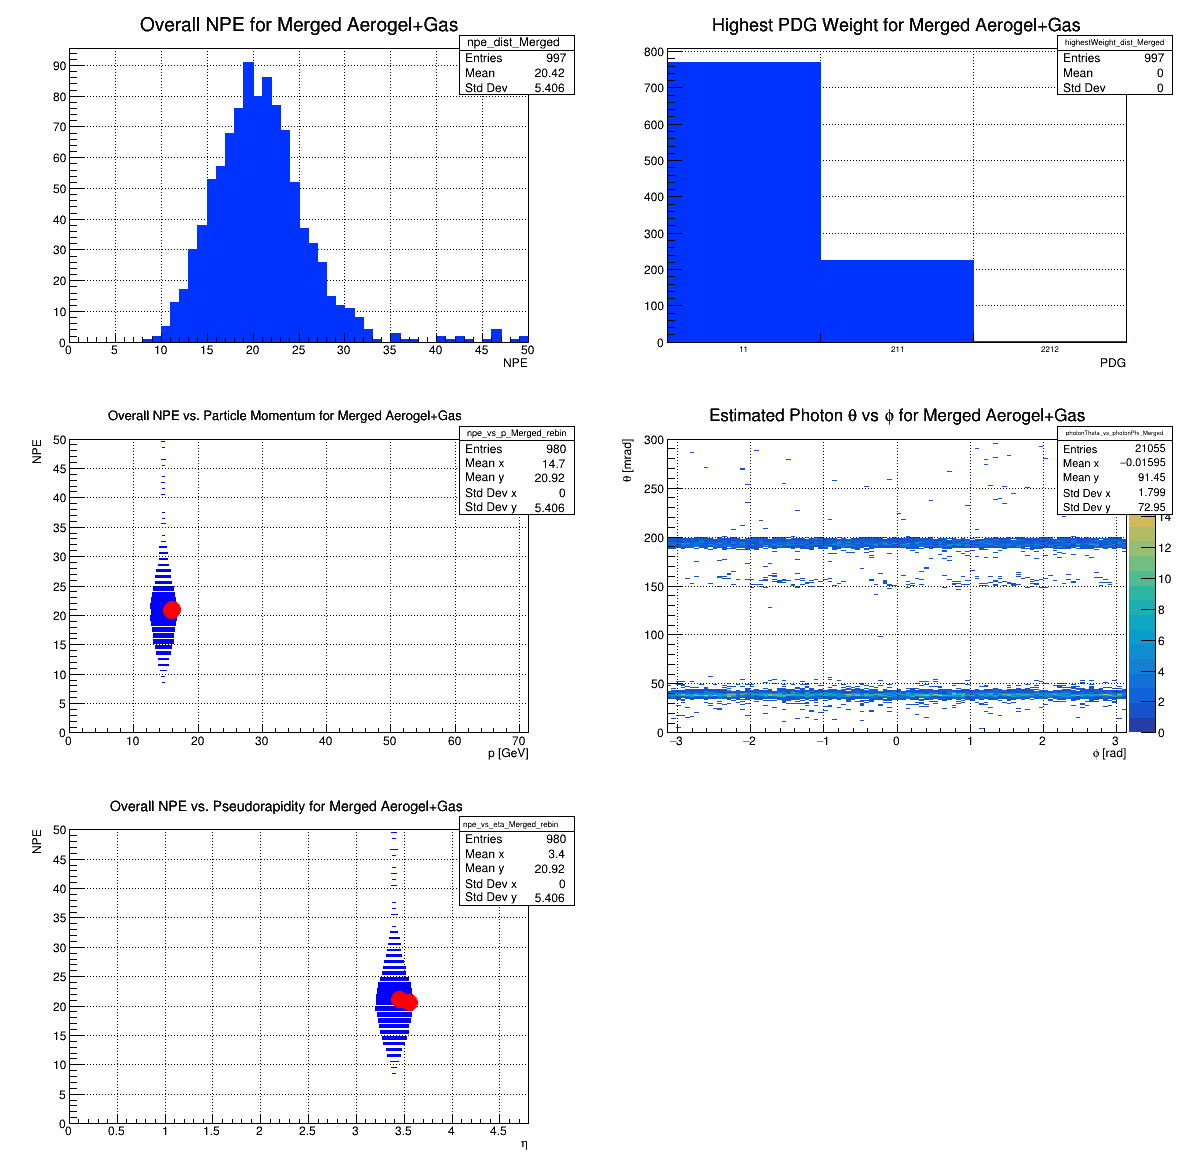 Overall NPE for Merged Aerogel+Gas
npe_dist_Merged
Entries 997
Mean 20.42
Std Dev 5.406
90
80
70
60
50
40
30
20
10
0
0 5 10 15 20 25 30 35 40 45 50
NPE
Highest PDG Weight for Merged Aerogel+Gas
highestWeight_dist_Merged
Entries 997
Mean 0
Std Dev 0
800
700
600
500
400
300
200
100
0
11 211 2212
PDG
Overall NPE vs. Particle Momentum for Merged Aerogel+Gas
npe_vs_p_Merged_rebin
Entries 980
Mean x 14.7
Mean y 20.92
Std Dev x 0
Std Dev y 5.406
NPE
50
45
40
35
30
25
20
15
10
5
0
0 10 20 30 40 50 60 70
p [GeV]
Estimated Photon θ vs ϕ for Merged Aerogel+Gas
photonTheta_vs_photonPhi_Merged
Entries 21055
Mean x −0.01595
Mean y 91.45
Std Dev x 1.799
Std Dev y 72.95
θ [mrad]
300
250
200
150
100
50
0
−3 −2 −1 0 1 2 3
ϕ [rad]
14
12
10
8
6
4
2
0
Overall NPE vs. Pseudorapidity for Merged Aerogel+Gas
npe_vs_eta_Merged_rebin
Entries 980
Mean x 3.4
Mean y 20.92
Std Dev x 0
Std Dev y 5.406
NPE
50
45
40
35
30
25
20
15
10
5
0
0 0.5 1 1.5 2 2.5 3 3.5 4 4.5
η